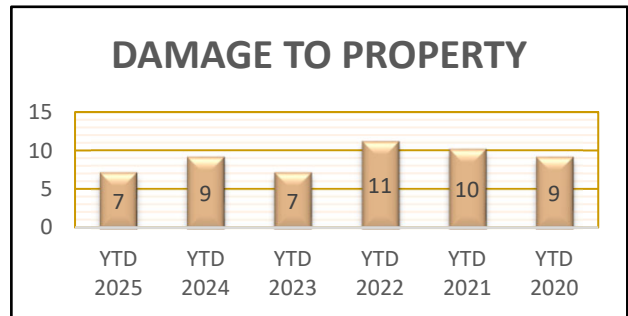 DAMAGE TO PROPERTY
15
10
5
0
7
9
7
11
10
9
YTD 2025
YTD 2024
YTD 2023
YTD 2022
YTD 2021
YTD 2020